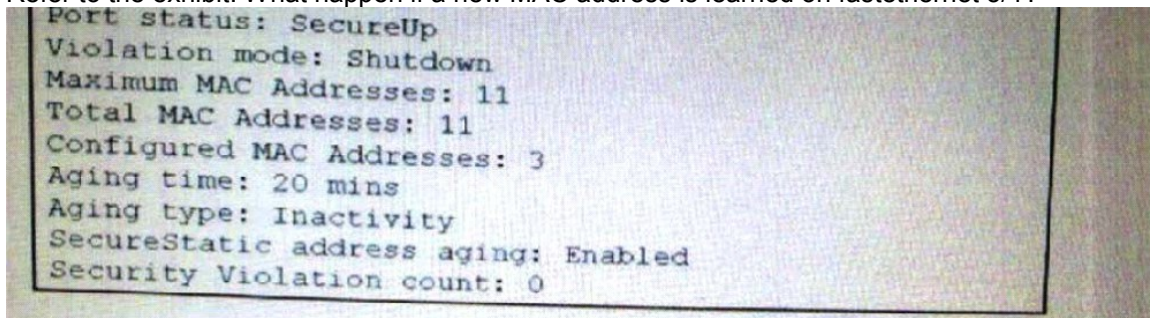 Port status: SecureUp
Violation mode: Shutdown
Maximum MAC Addresses: 11
Total MAC Addresses: 11
Configured MAC Addresses: 3
Aging time: 20 mins
Aging type: Inactivity
SecureStatic address aging: Enabled
Security Violation count: 0